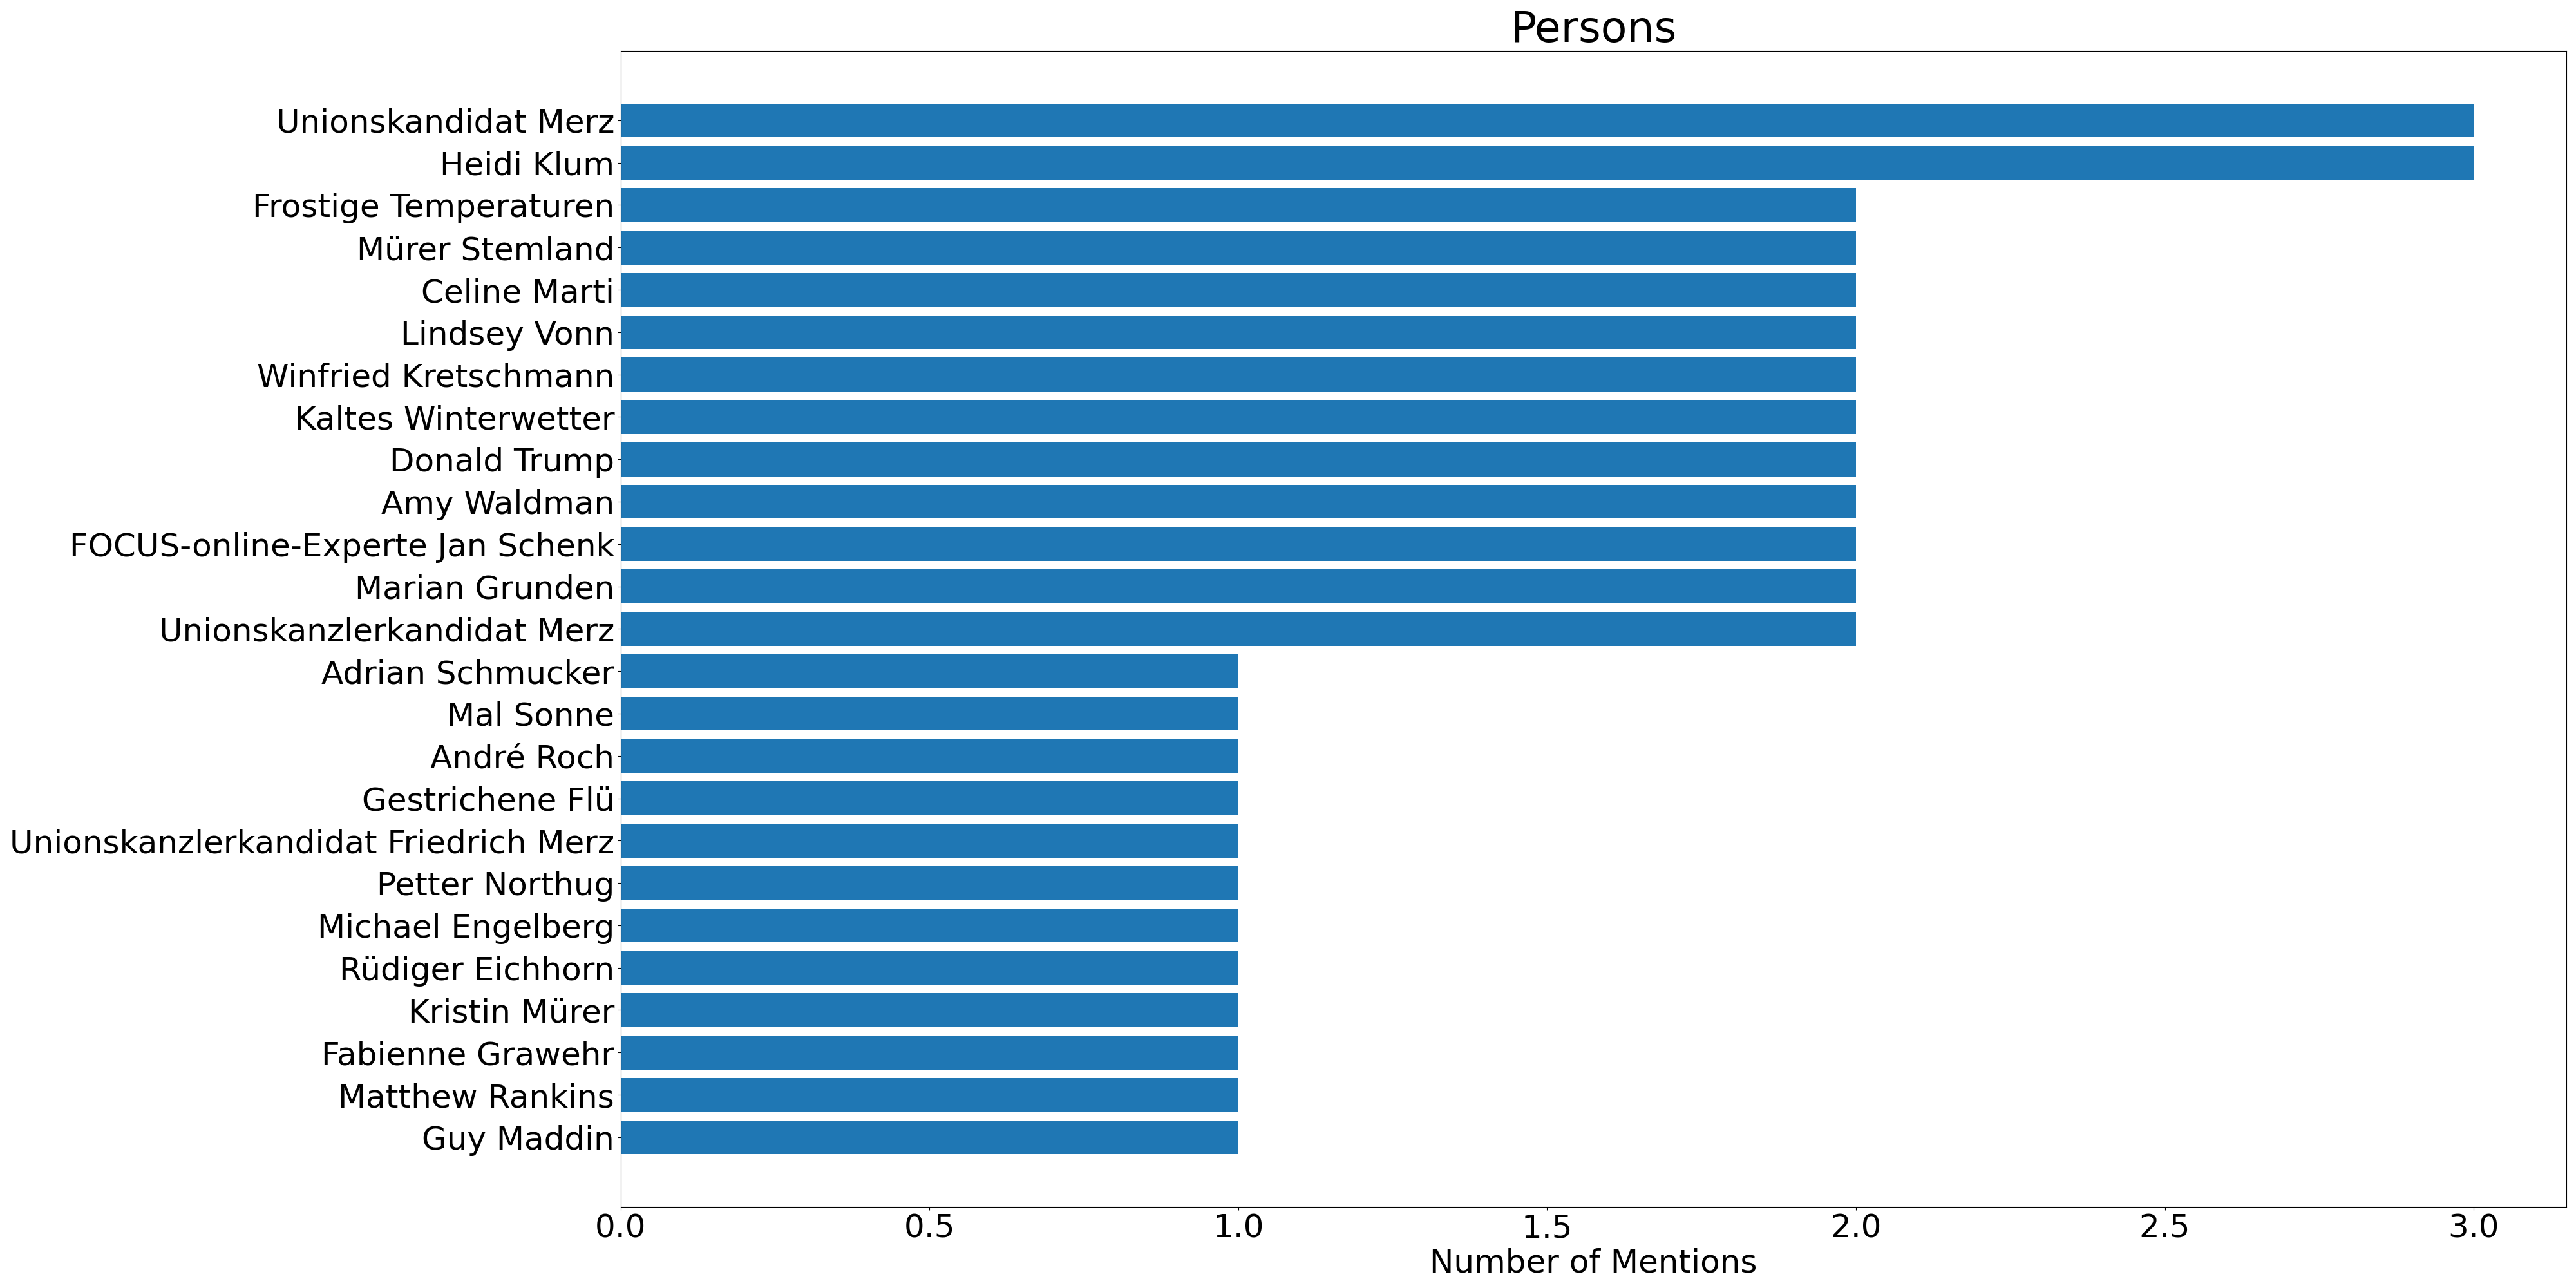 Persons
Unionskandidat Merz
Heidi Klum
Frostige Temperaturen
Mürer Stemland
Celine Marti
Lindsey Vonn
Winfried Kretschmann
Kaltes Winterwetter
Donald Trump
Amy Waldman
FOCUS-online-Experte Jan Schenk
Marian Grunden
Unionskanzlerkandidat Merz
Adrian Schmucker
Mal Sonne
André Roch
Gestrichene Flü
Unionskanzlerkandidat Friedrich Merz
Petter Northug
Michael Engelberg
Rüdiger Eichhorn
Kristin Mürer
Fabienne Grawehr
Matthew Rankins
Guy Maddin
0.0 0.5 1.0 1.5 2.0 2.5 3.0
Number of Mentions